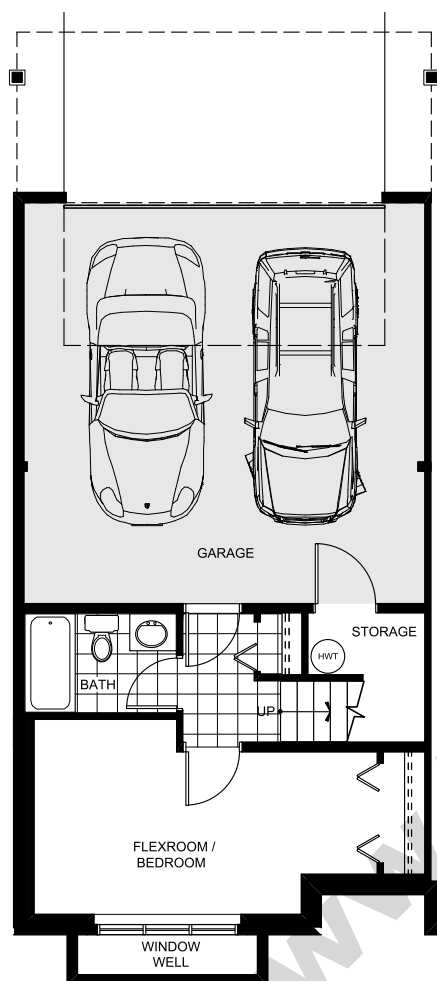 GARAGE
STORAGE
HWT
BATH
UP
FLEXROOM /
BEDROOM
WINDOW
WELL